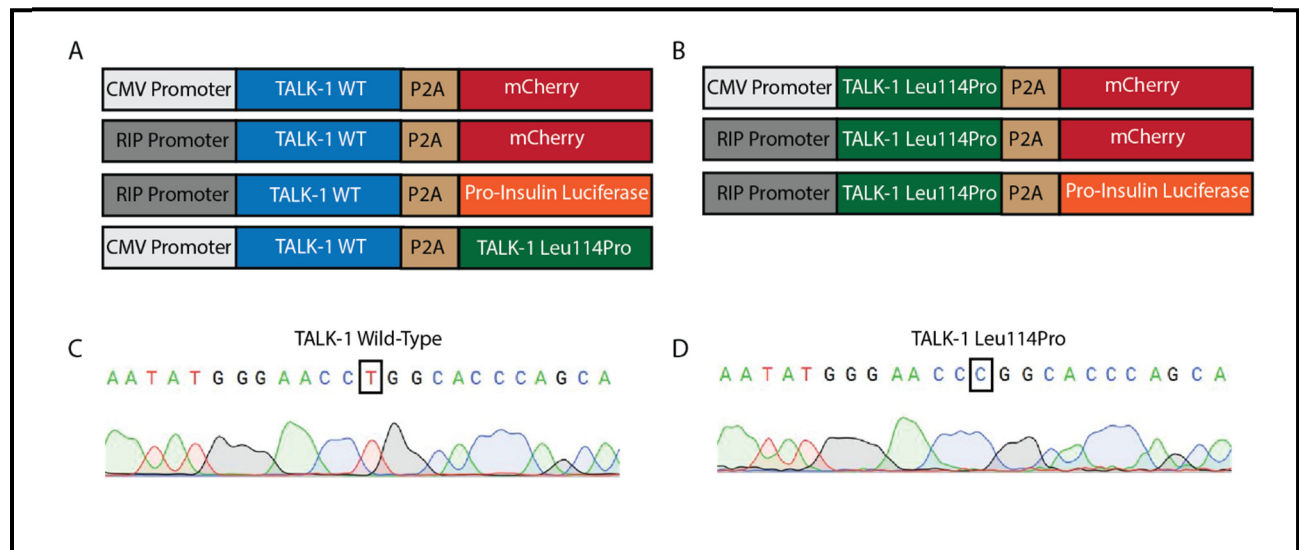 A
CMV Promoter TALK-1 WT P2A mCherry
RIP Promoter TALK-1 WT P2A mCherry
RIP Promoter TALK-1 WT P2A Pro-Insulin Luciferase
CMV Promoter TALK-1 WT P2A TALK-1 Leu114Pro
B
CMV Promoter TALK-1 Leu114Pro P2A mCherry
RIP Promoter TALK-1 Leu114Pro P2A mCherry
RIP Promoter TALK-1 Leu114Pro P2A Pro-Insulin Luciferase
C
TALK-1 Wild-Type
A A T A T G G G A A C C T G G C A C C C A G C A
D
TALK-1 Leu114Pro
A A T A T G G G A A C C C G G C A C C C A G C A